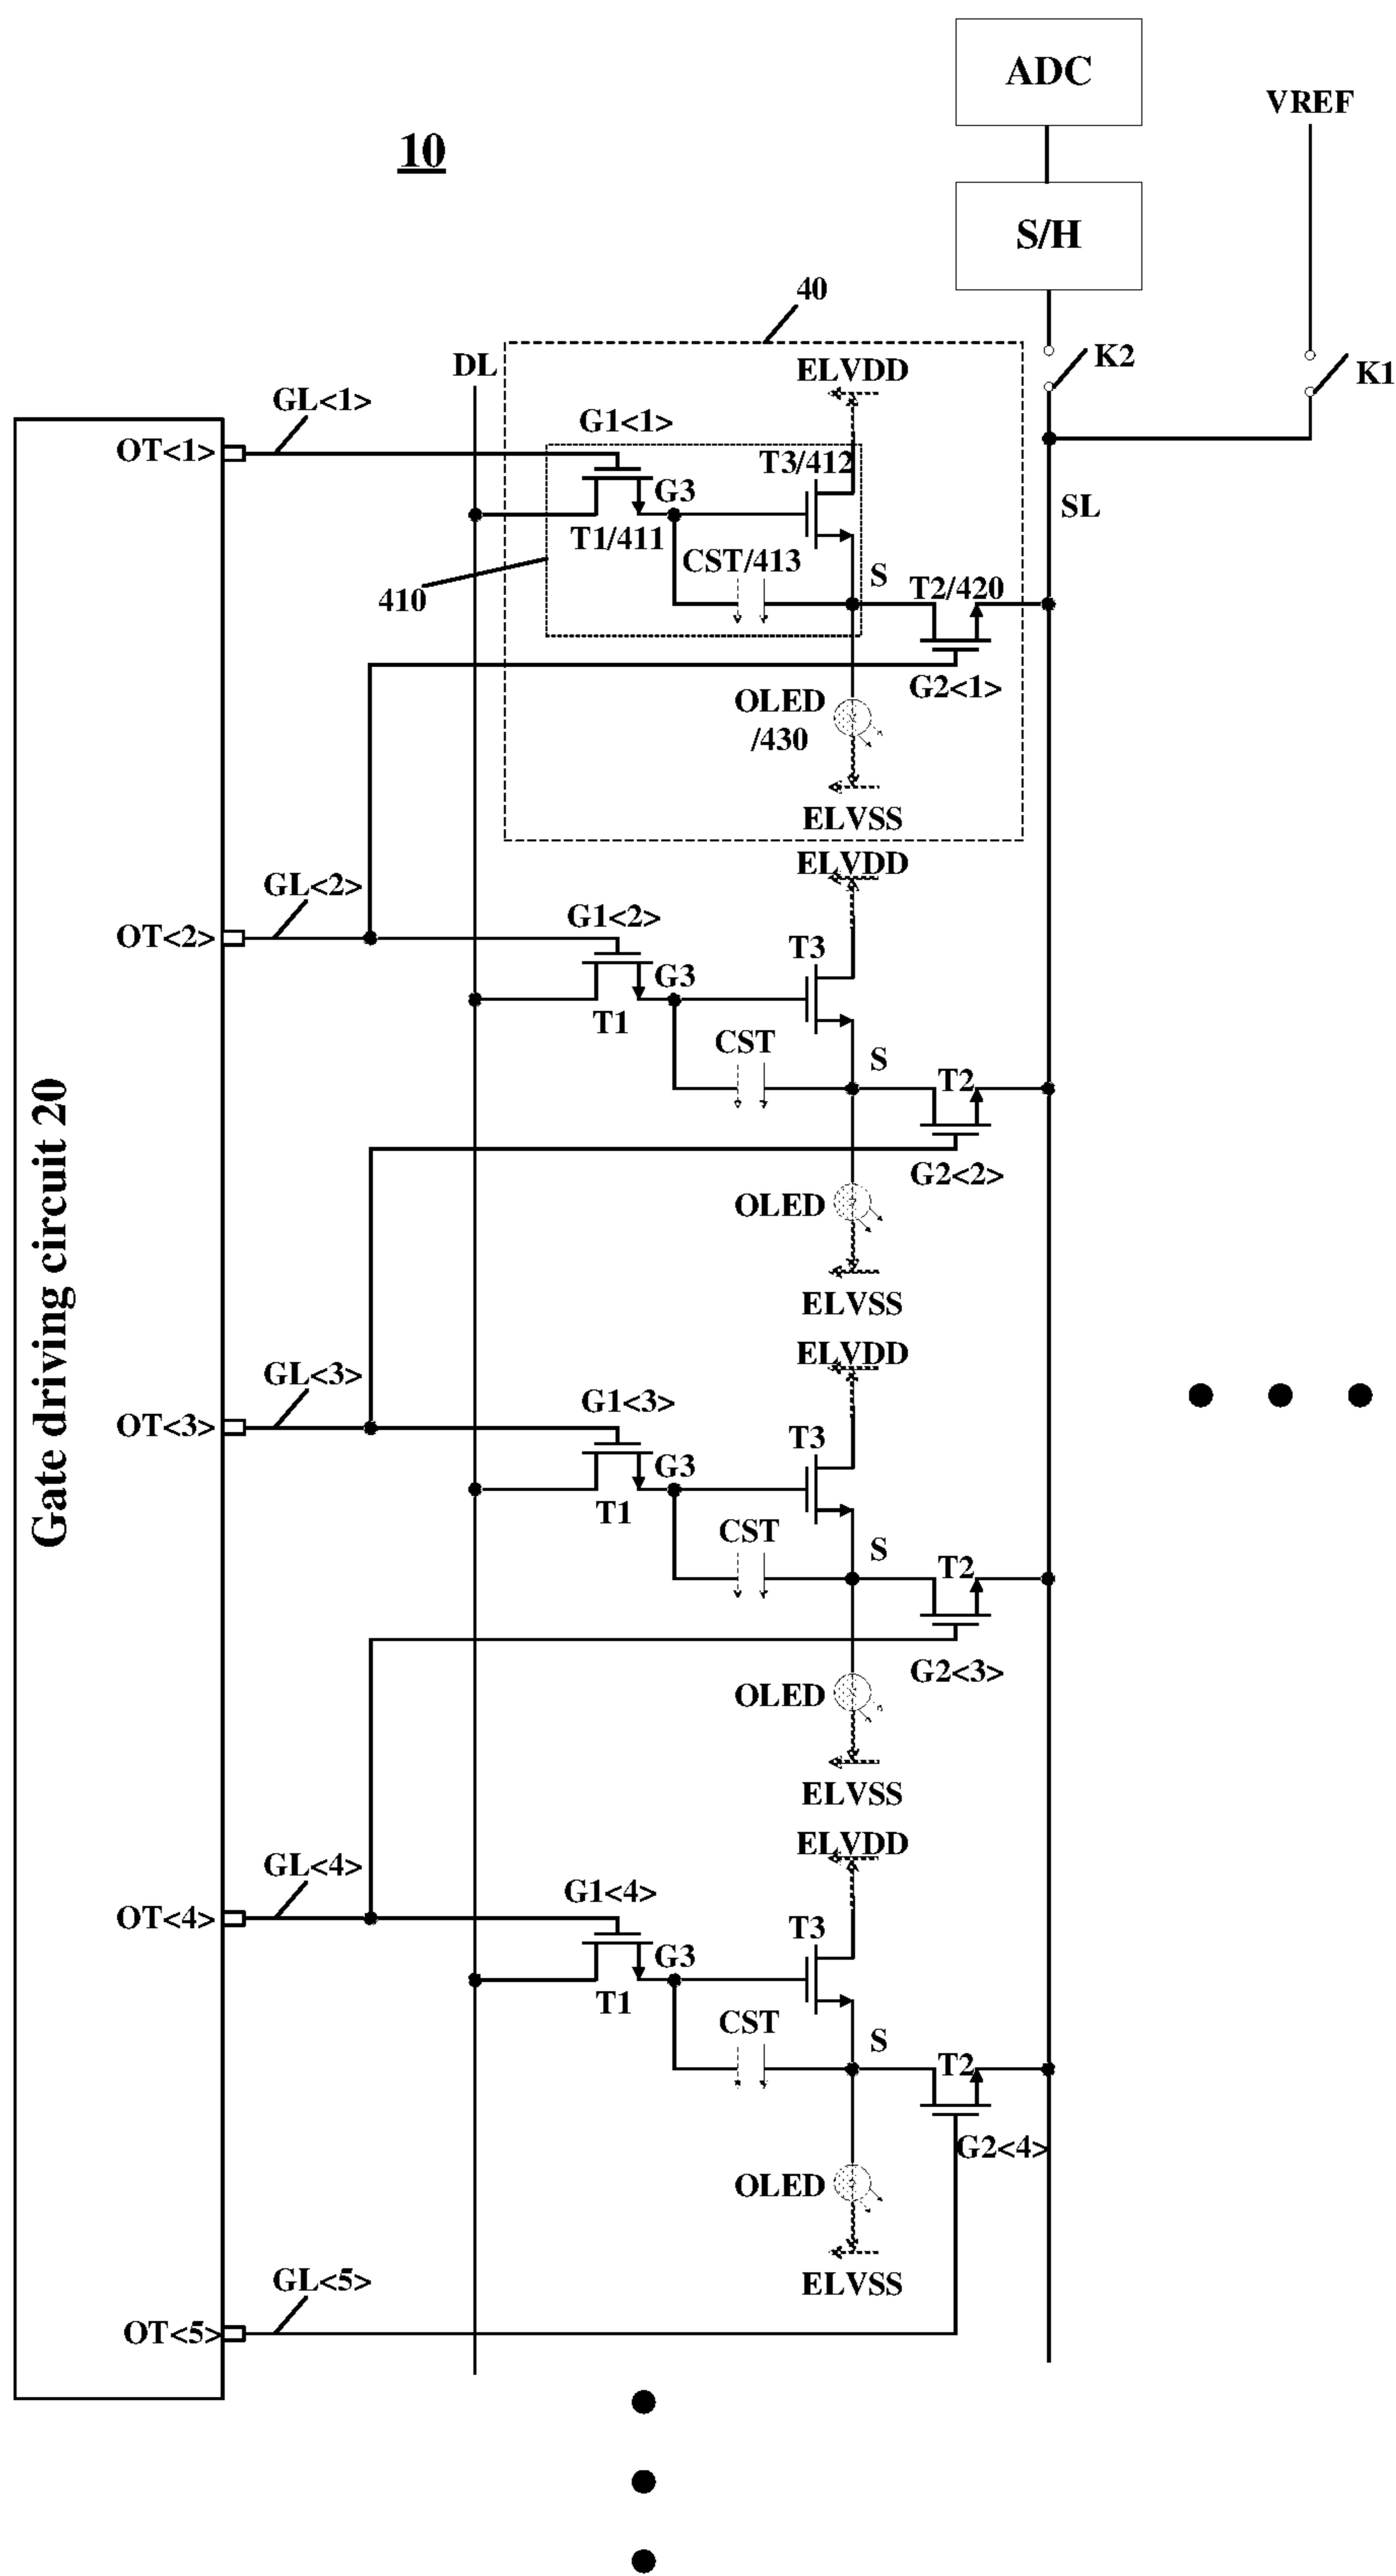 ADC
VREF
10
S/H
40
K2
K1
DL
ELVDD
GL<1>
G1<1>
OT<1>
T3/412
G3
SL
T1/411
CST/413
S
T2/420
410
G2<1>
OLED
/430
ELVSS
ELVDD
GL<2>
G1<2>
OT<2>
T3
G3
T1
CST
S
T2
Gate driving circuit 20
G2<2>
OLED
ELVSS
ELVDD
GL<3>
G1<3>
OT<3>
T3
G3
T1
CST
S
T2
G2<3>
OLED
ELVSS
ELVDD
GL<4>
G1<4>
OT<4>
T3
G3
T1
CST
S
T2
G2<4>
OLED
GL<5>
ELVSS
OT<5>